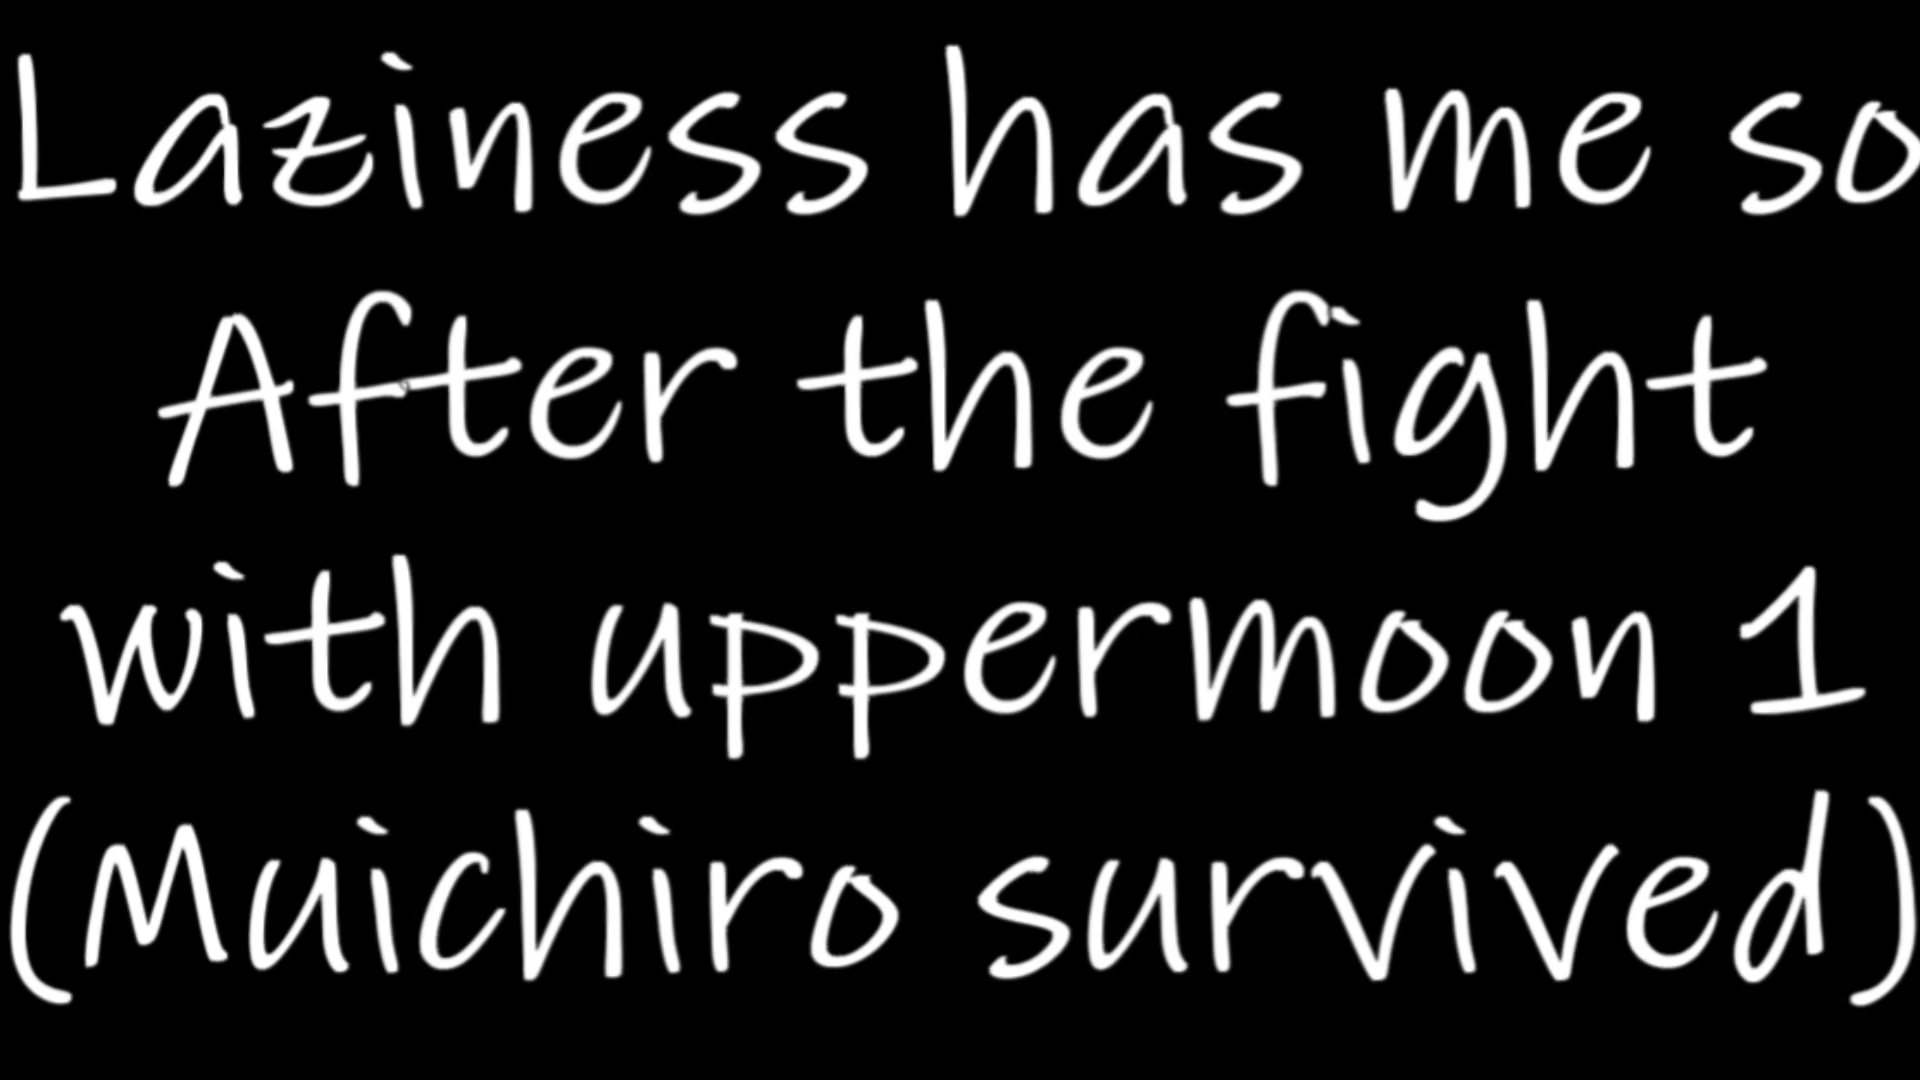 Laziness has me so
After the fight
with uppermoon 1
(Muichiro survived)